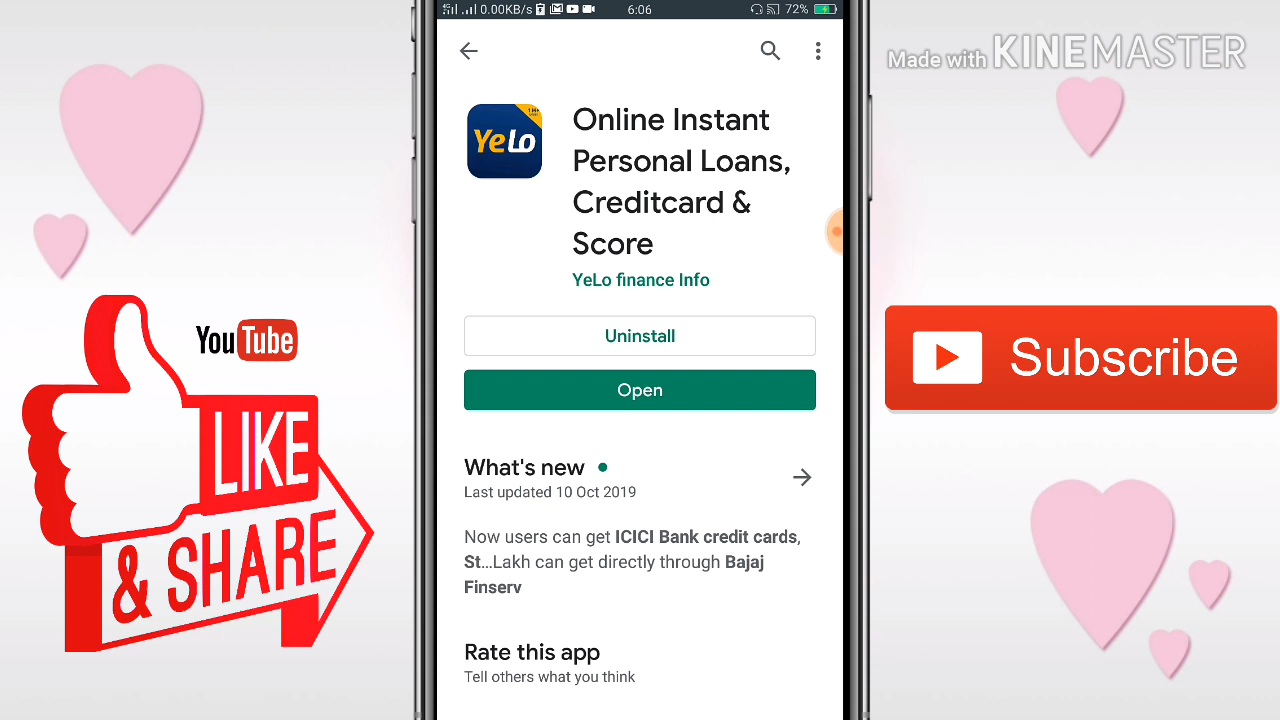 0.00KB/s 6:06 72%
Made with KINEMASTER
YeLo
Online Instant
Personal Loans,
Creditcard &
Score
YeLo finance Info
Uninstall
Open
What's new
Last updated 10 Oct 2019
Now users can get ICICI Bank credit cards,
St...Lakh can get directly through Bajaj
Finserv
Rate this app
Tell others what you think
YouTube
LIKE
& SHARE
Subscribe